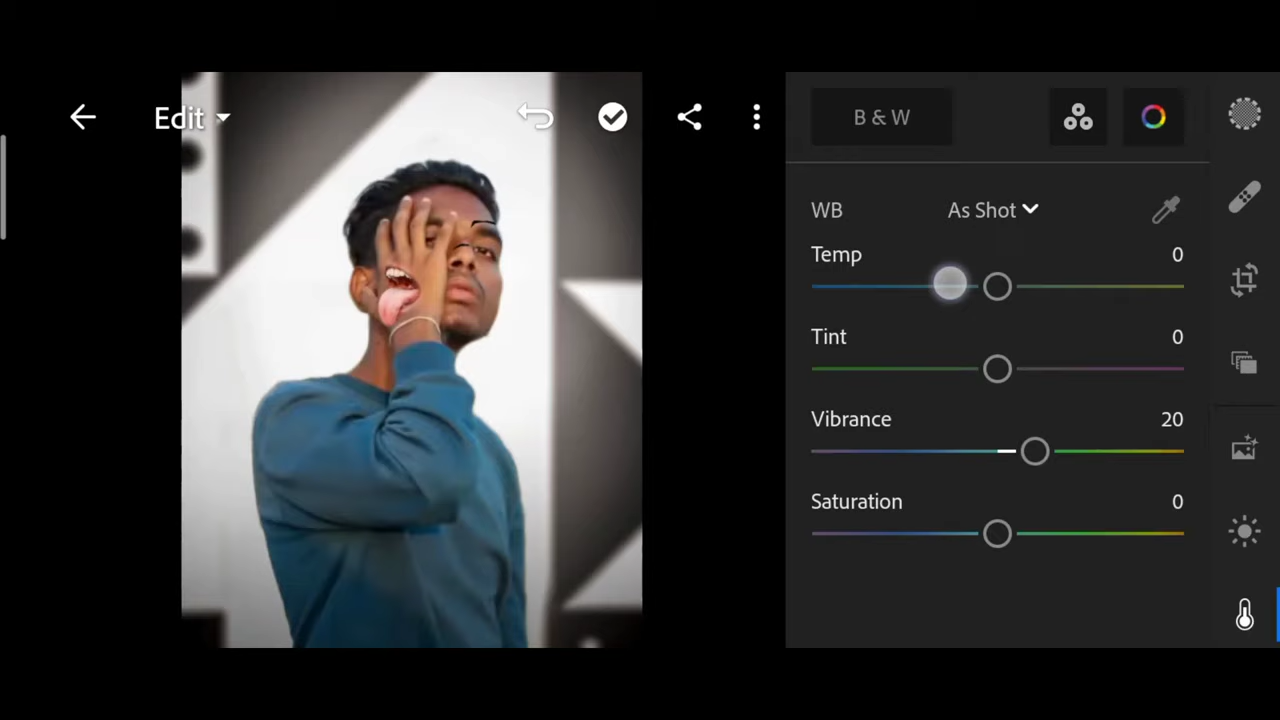 Edit
B & W
WB As Shot
Temp 0
Tint 0
Vibrance 20
Saturation 0